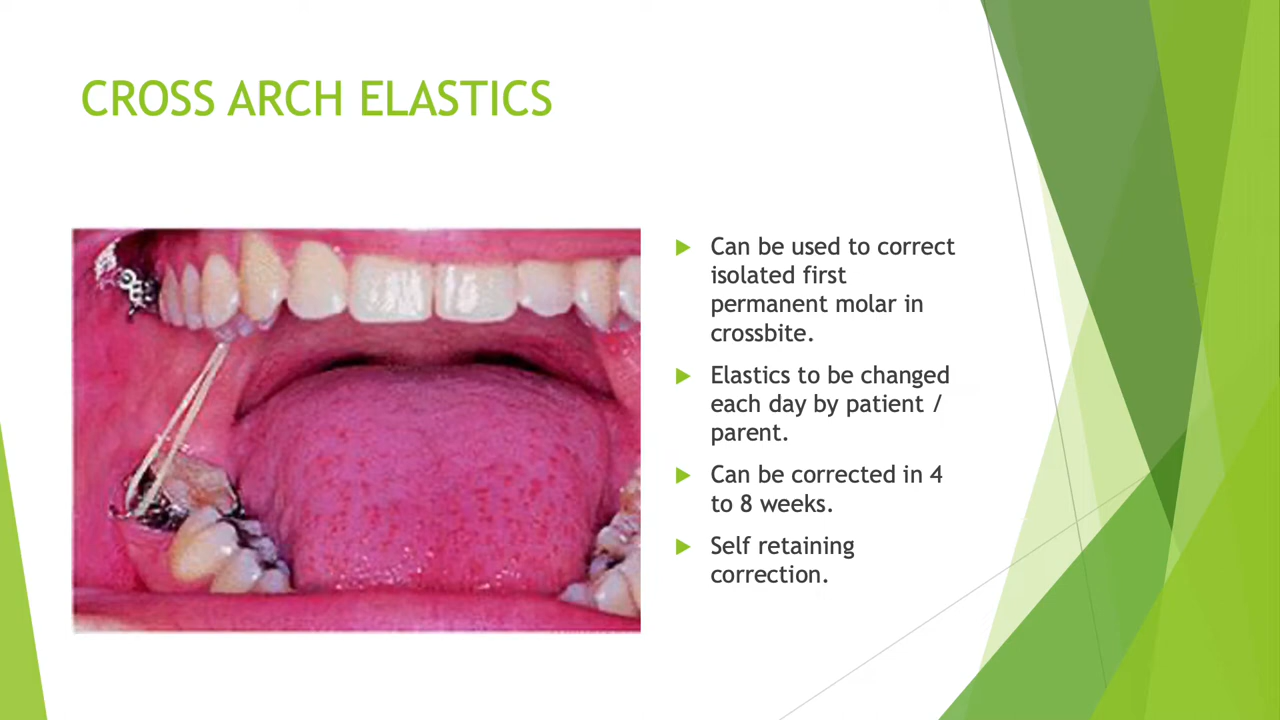 CROSS ARCH ELASTICS
Can be used to correct
isolated first
permanent molar in
crossbite.
Elastics to be changed
each day by patient /
parent.
Can be corrected in 4
to 8 weeks.
Self retaining
correction.